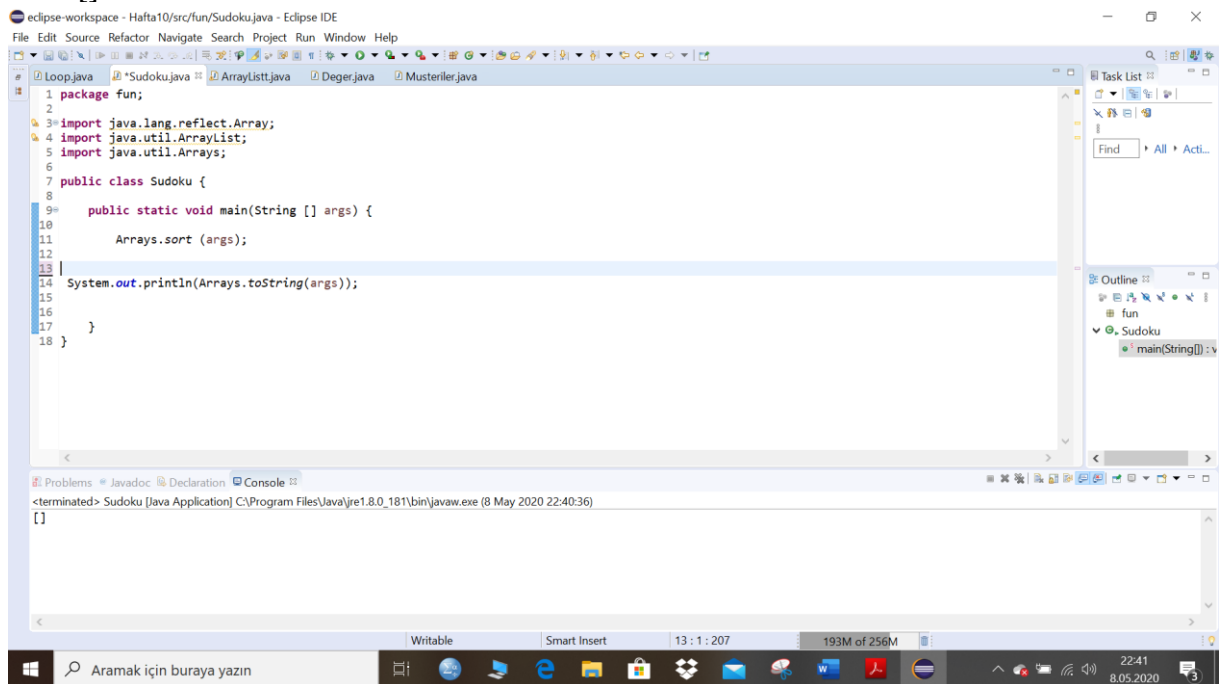 []
eclipse-workspace - Hafta10/src/fun/Sudoku.java - Eclipse IDE
File Edit Source Refactor Navigate Search Project Run Window Help
Loop.java *Sudoku.java ArrayListt.java Deger.java Musteriler.java
Task List
1 package fun;
2
3 import java.lang.reflect.Array;
4 import java.util.ArrayList;
5 import java.util.Arrays;
Find All Acti...
6
7 public class Sudoku {
8
9 public static void main(String [] args) {
10
11 Arrays.sort (args);
12
13
14 System.out.println(Arrays.toString(args));
15
16
17 }
18 }
Outline
fun
Sudoku
main(String[]) : v
Problems Javadoc Declaration Console
<terminated> Sudoku [Java Application] C:\Program Files\Java\jre1.8.0_181\bin\javaw.exe (8 May 2020 22:40:36)
[]
Writable Smart Insert 13 : 1 : 207 193M of 256M
Aramak için buraya yazın
22:41
8.05.2020
3